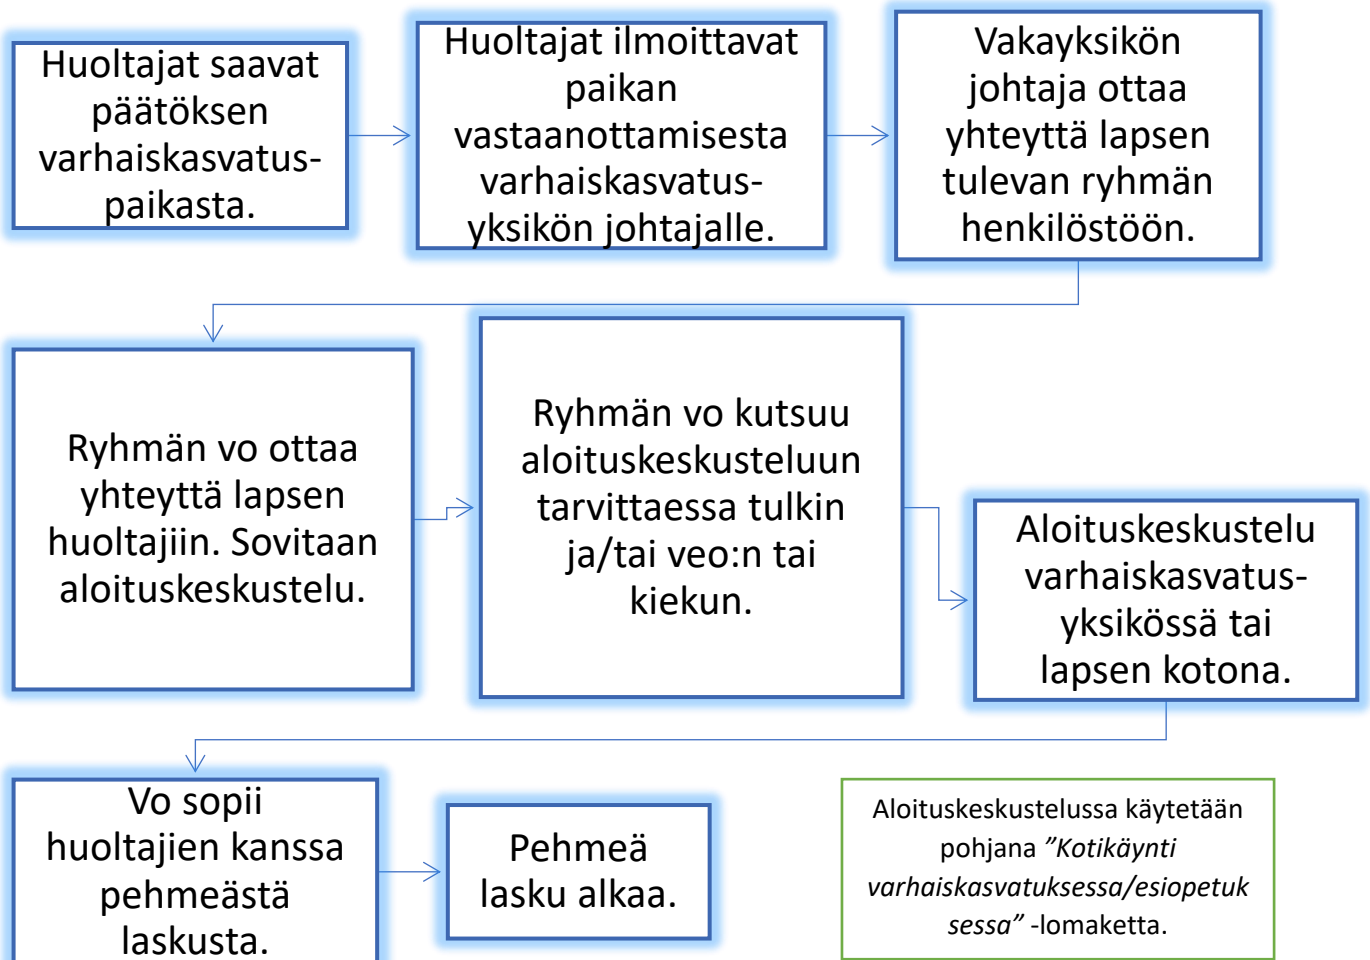 Huoltajat saavat
päätöksen
varhaiskasvatus-
paikasta.
Huoltajat ilmoittavat
paikan
vastaanottamisesta
varhaiskasvatus-
yksikön johtajalle.
Vakayksikön
johtaja ottaa
yhteyttä lapsen
tulevan ryhmän
henkilöstöön.
Ryhmän vo ottaa
yhteyttä lapsen
huoltajiin. Sovitaan
aloituskeskustelu.
Ryhmän vo kutsuu
aloituskeskusteluun
tarvittaessa tulkin
ja/tai veo:n tai
kiekun.
Aloituskeskustelu
varhaiskasvatus-
yksikössä tai
lapsen kotona.
Vo sopii
huoltajien kanssa
pehmeästä
laskusta.
Pehmeä
lasku alkaa.
Aloituskeskustelussa käytetään
pohjana ”Kotikäynti
varhaiskasvatuksessa/esiopetuk
sessa” -lomaketta.